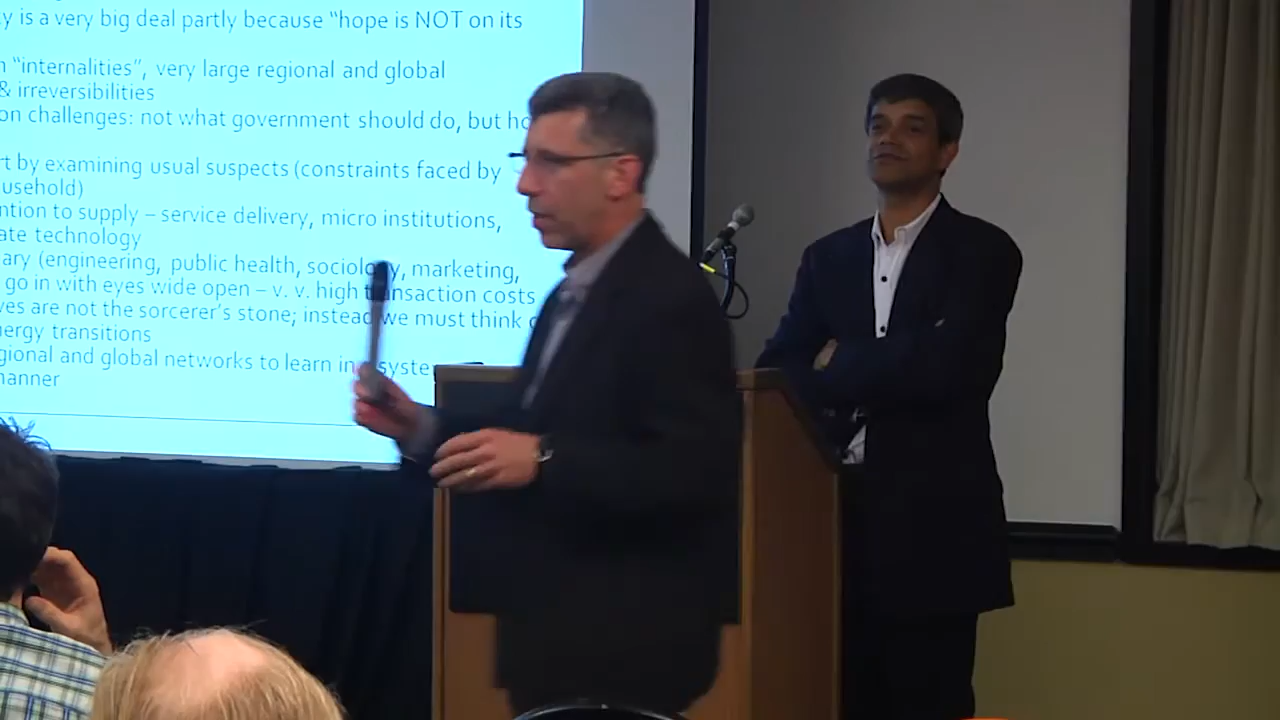 y is a very big deal partly because “hope is NOT on its
n “internalities”, very large regional and global
& irreversibilities
on challenges: not what government should do, but ho
rt by examining usual suspects (constraints faced by
usehold)
ntion to supply – service delivery, micro institutions,
ate technology
ary (engineering, public health, sociology, marketing,
go in with eyes wide open – v. v. high transaction costs
ves are not the sorcerer's stone; instead we must think
ergy transitions
gional and global networks to learn in syste
manner